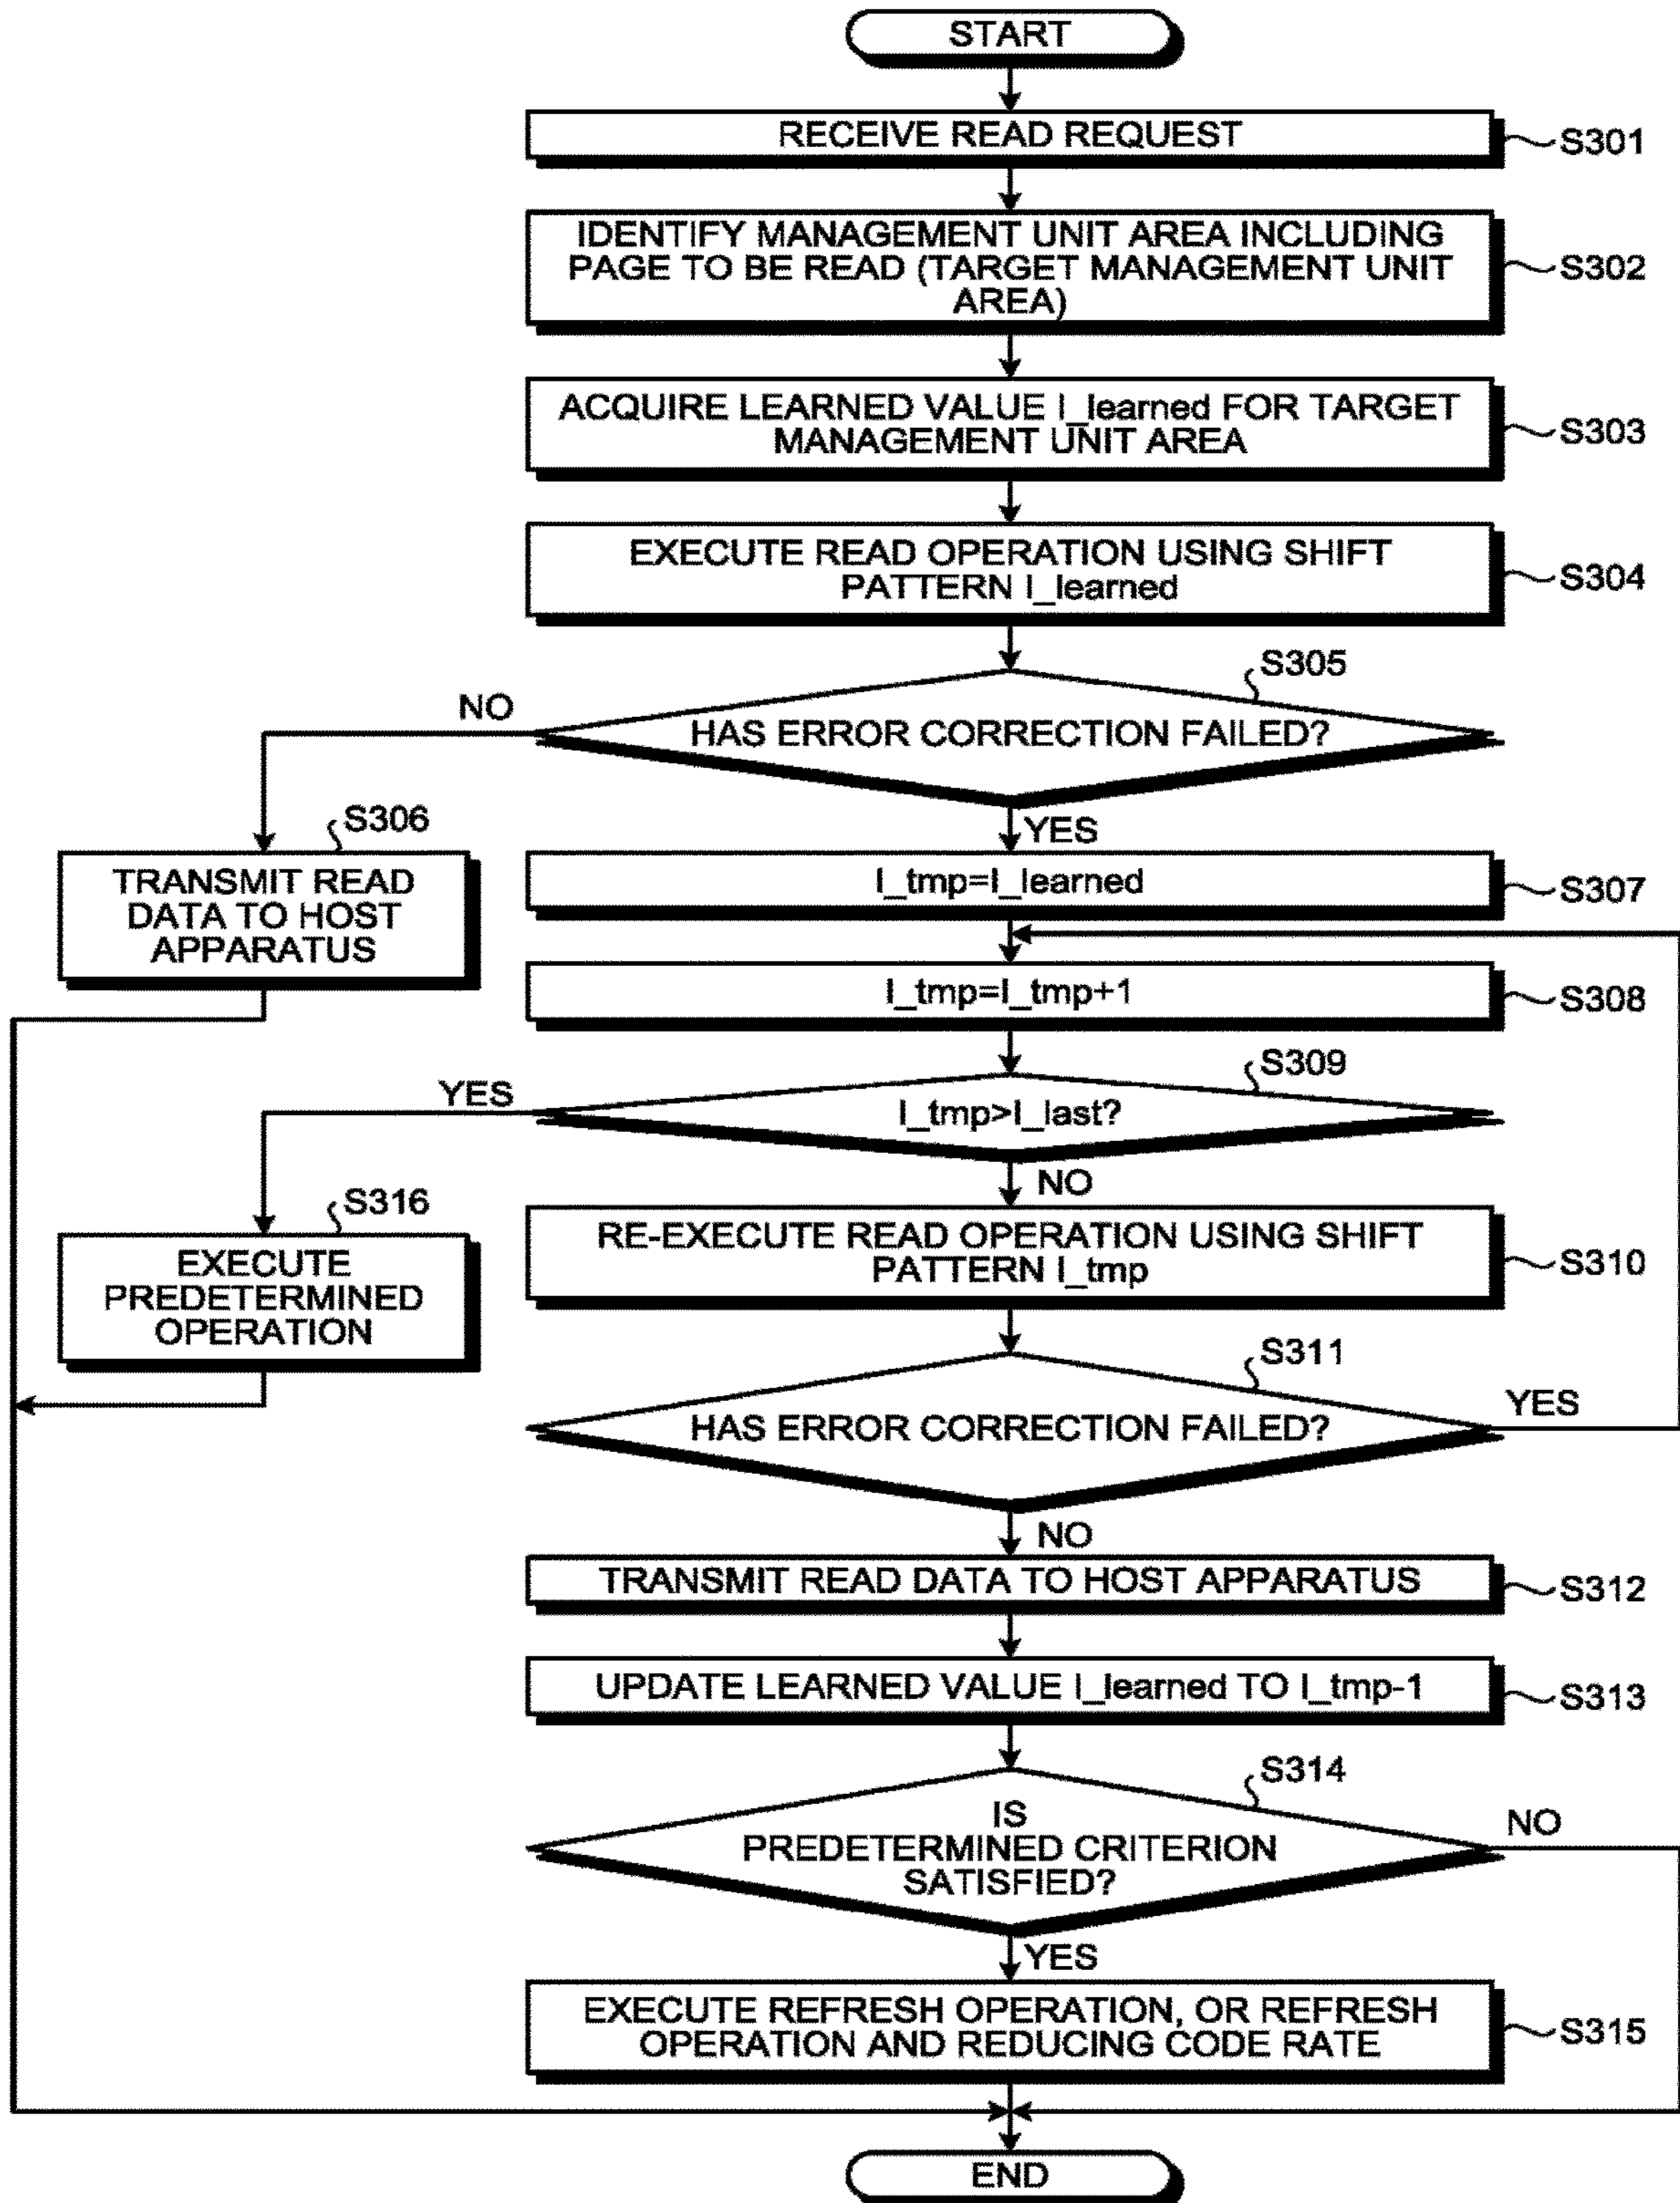 START
RECEIVE READ REQUEST
S301
IDENTIFY MANAGEMENT UNIT AREA INCLUDING
PAGE TO BE READ (TARGET MANAGEMENT UNIT
AREA)
S302
ACQUIRE LEARNED VALUE I_learned FOR TARGET
MANAGEMENT UNIT AREA
S303
EXECUTE READ OPERATION USING SHIFT
PATTERN I_learned
S304
S305
HAS ERROR CORRECTION FAILED?
NO
YES
S306
TRANSMIT READ
DATA TO HOST
APPARATUS
I_tmp=I_learned
S307
I_tmp=I_tmp+1
S308
S309
I_tmp>I_last?
YES
NO
S316
EXECUTE
PREDETERMINED
OPERATION
RE-EXECUTE READ OPERATION USING SHIFT
PATTERN I_tmp
S310
S311
HAS ERROR CORRECTION FAILED?
YES
NO
TRANSMIT READ DATA TO HOST APPARATUS
S312
UPDATE LEARNED VALUE I_learned TO I_tmp-1
S313
S314
IS
PREDETERMINED CRITERION
SATISFIED?
NO
YES
EXECUTE REFRESH OPERATION, OR REFRESH
OPERATION AND REDUCING CODE RATE
S315
END